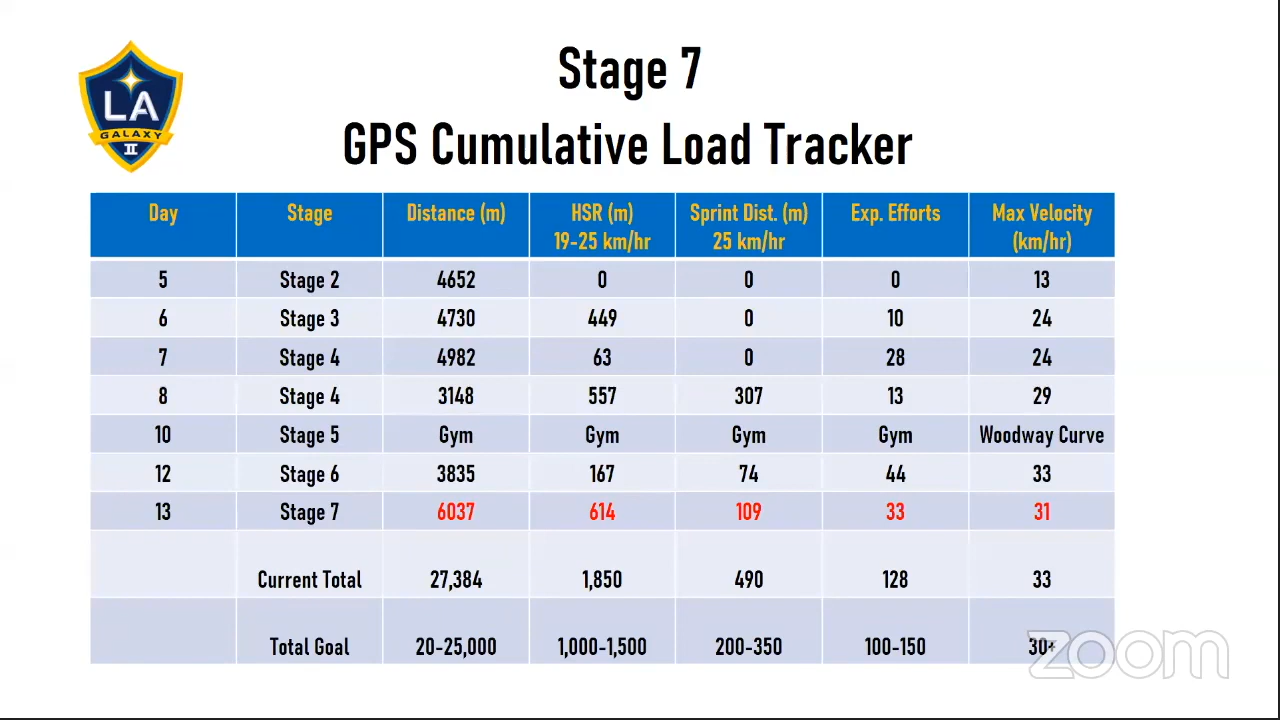 LA
GALAXY
II
Stage 7
GPS Cumulative Load Tracker
Day Stage Distance (m) HSR (m) 19-25 km/hr Sprint Dist. (m) 25 km/hr Exp. Efforts Max Velocity (km/hr)
5 Stage 2 4652 0 0 0 13
6 Stage 3 4730 449 0 10 24
7 Stage 4 4982 63 0 28 24
8 Stage 4 3148 557 307 13 29
10 Stage 5 Gym Gym Gym Gym Woodway Curve
12 Stage 6 3835 167 74 44 33
13 Stage 7 6037 614 109 33 31
Current Total 27,384 1,850 490 128 33
Total Goal 20-25,000 1,000-1,500 200-350 100-150 30+
zoom